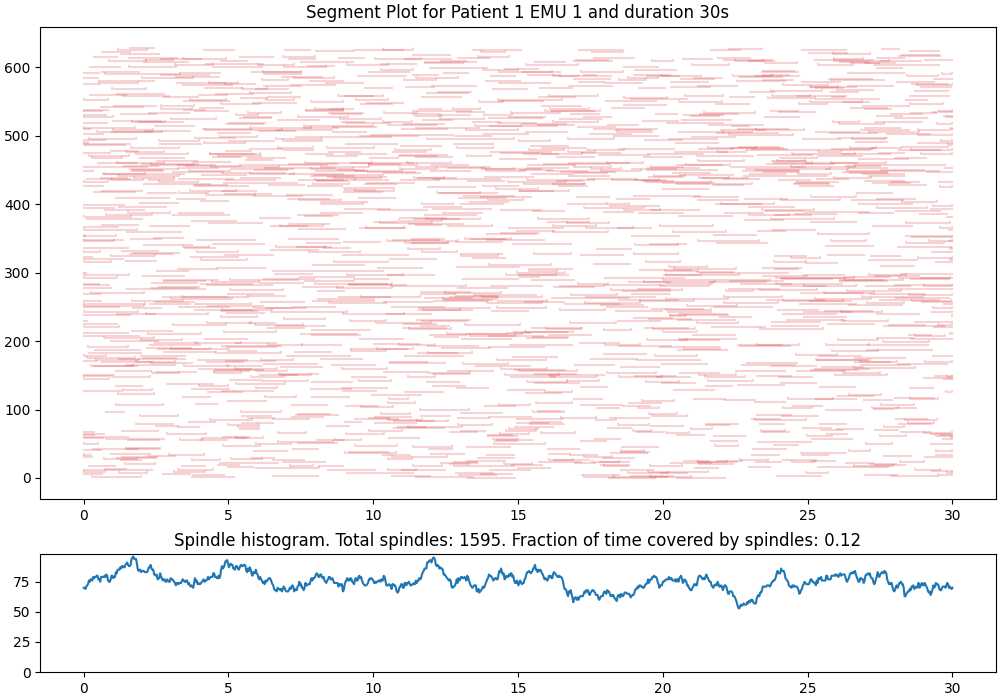 Segment Plot for Patient 1 EMU 1 and duration 30s
600
500
400
300
200
100
0
0 5 10 15 20 25 30
Spindle histogram. Total spindles: 1595. Fraction of time covered by spindles: 0.12
75
50
25
0
0 5 10 15 20 25 30